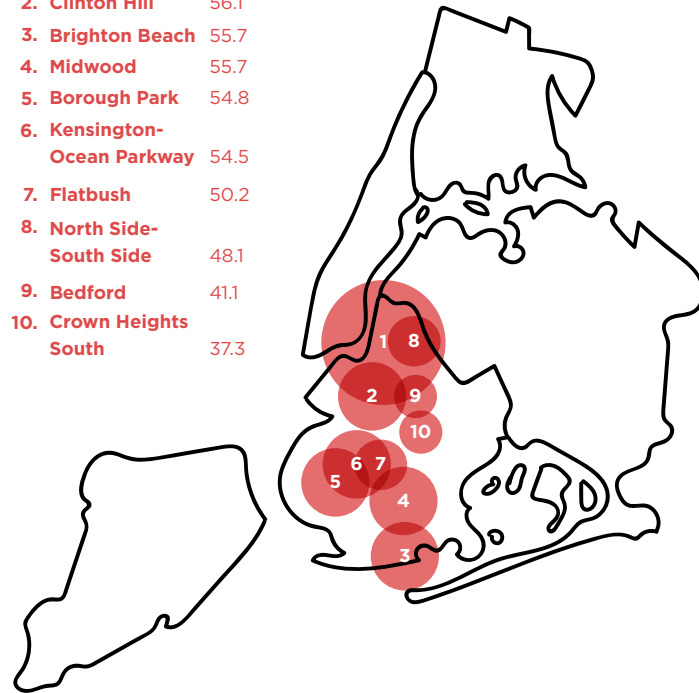 2. Clinton Hill 56.1
3. Brighton Beach 55.7
4. Midwood 55.7
5. Borough Park 54.8
6. Kensington-
Ocean Parkway 54.5
7. Flatbush 50.2
8. North Side-
South Side 48.1
9. Bedford 41.1
10. Crown Heights
South 37.3
1 8
2 9
10
6 7
5
4
3